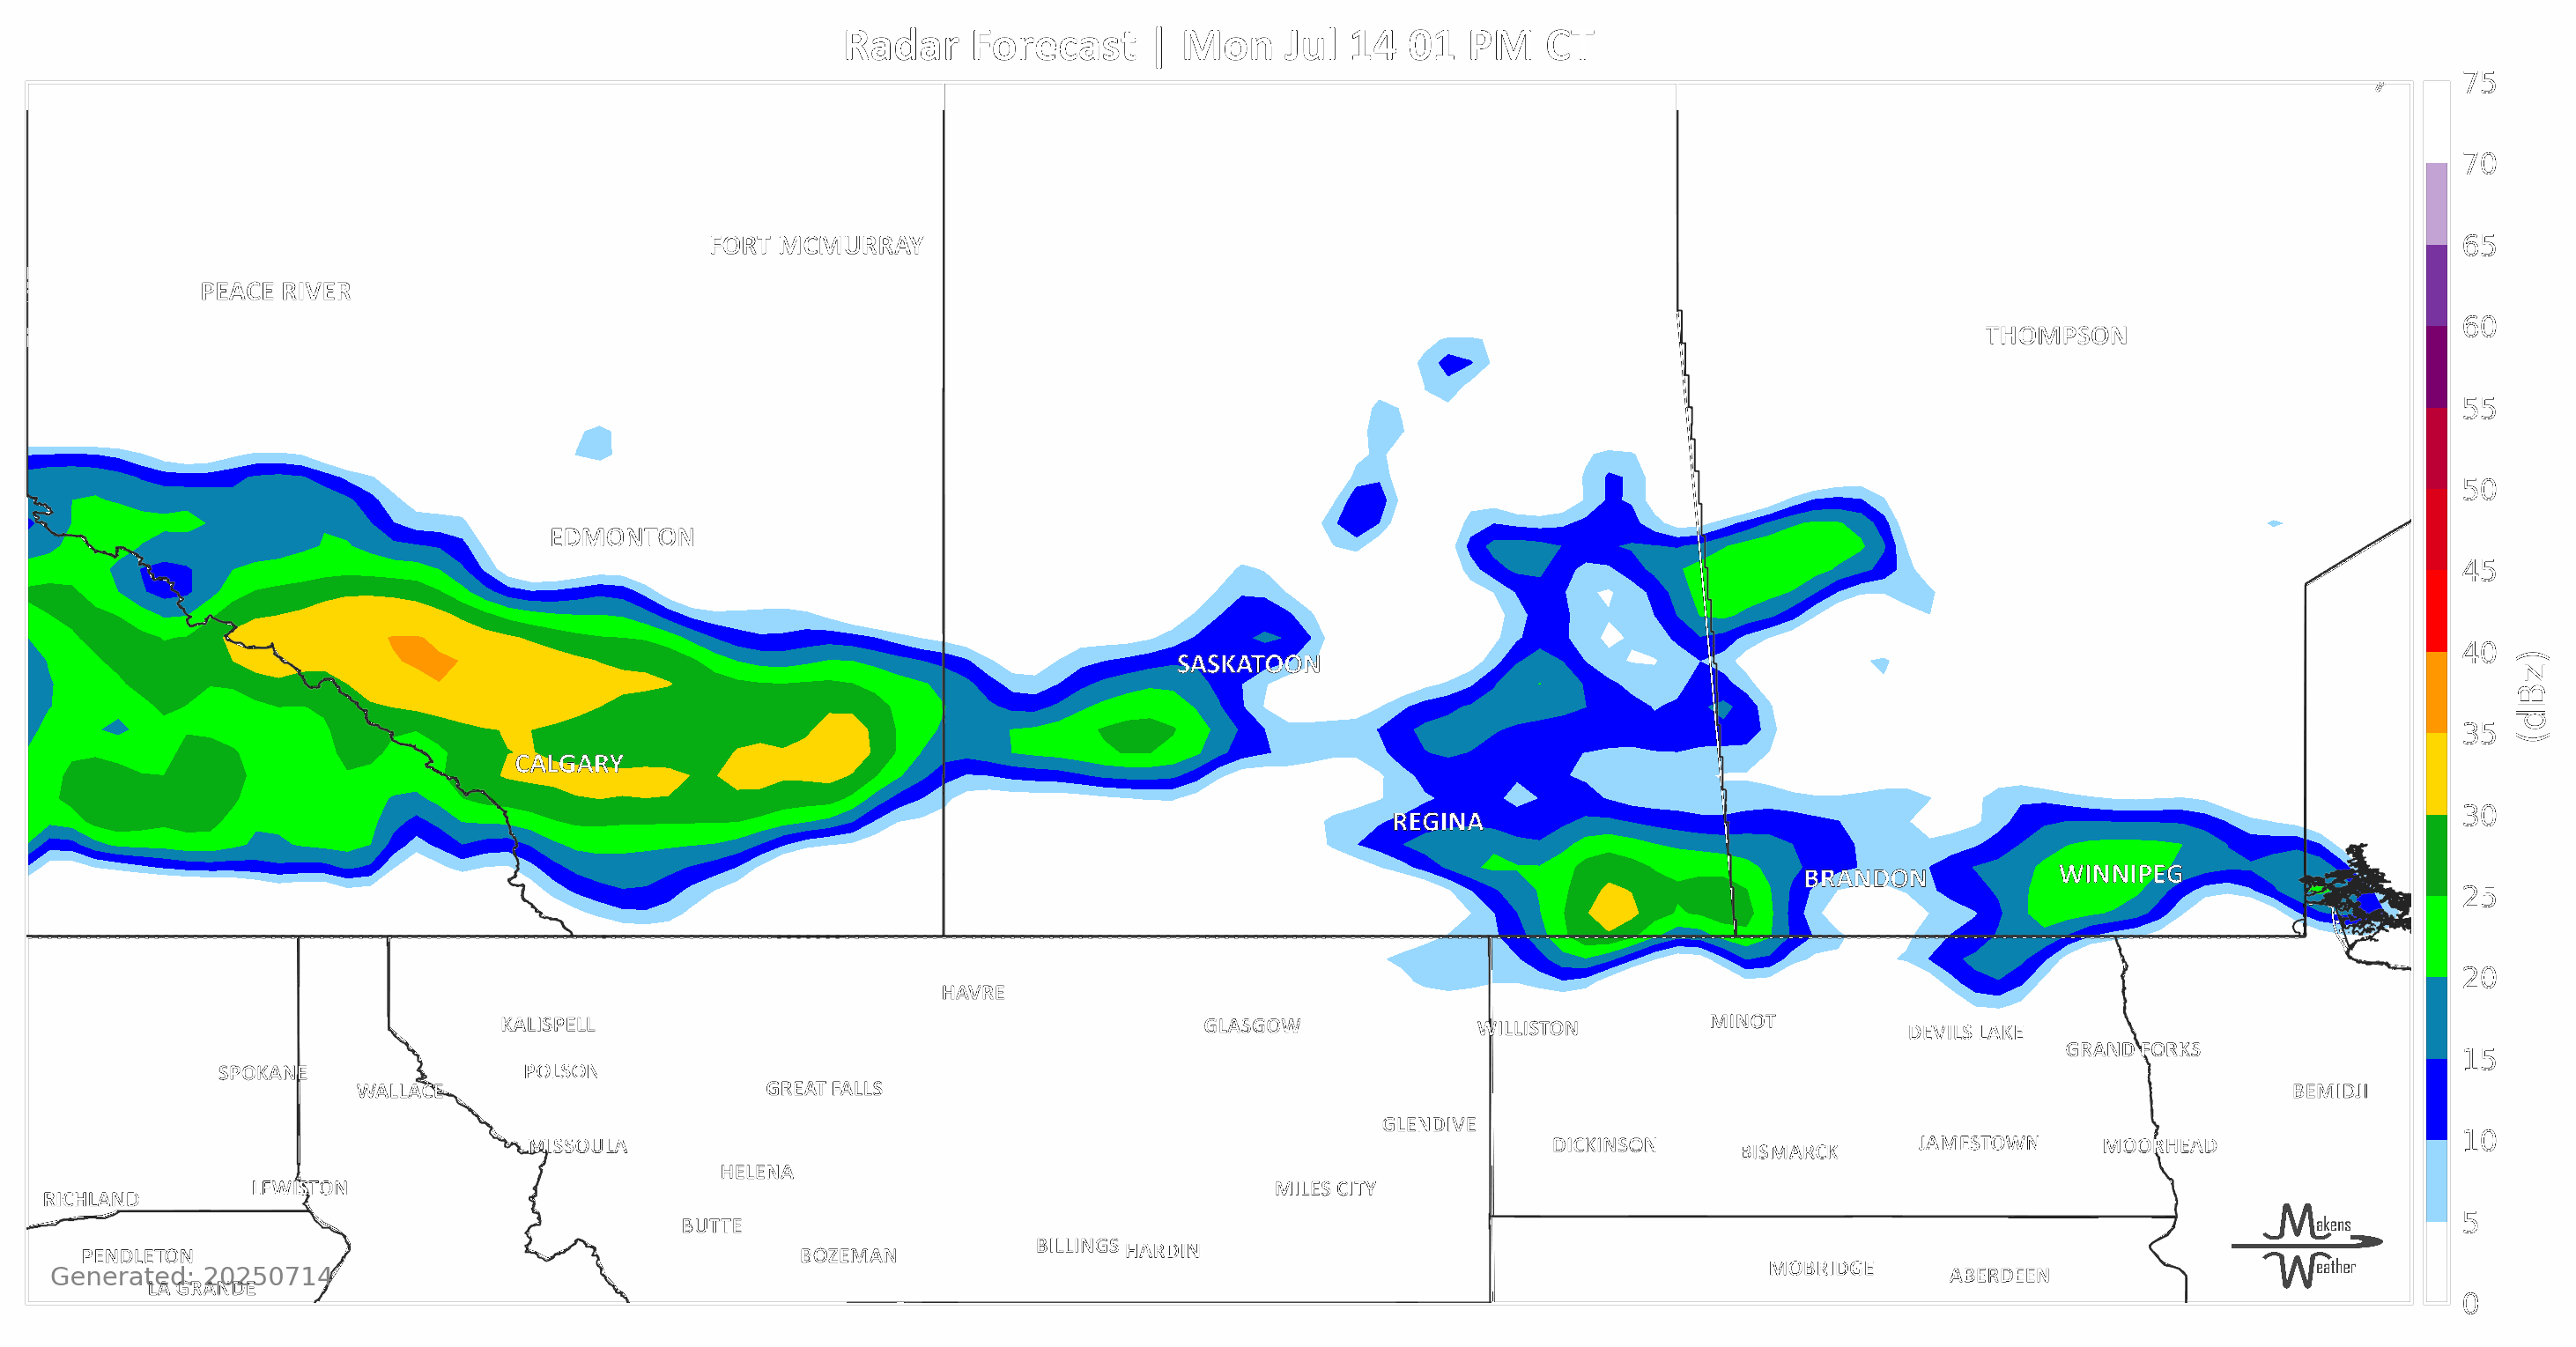 Radar Forecast | Mon Jul 14 01 PM CT
75
70
65
60
55
50
45
40
35
30
25
20
15
10
5
0
(dBz)
FORT MCMURRAY
PEACE RIVER
THOMPSON
EDMONTON
SASKATOON
CALGARY
REGINA
BRANDON
WINNIPEG
HAVRE
KALISPELL
GLASGOW
WILLISTON
MINOT
DEVILS LAKE
GRAND FORKS
SPOKANE
POLSON
WALLACE
GREAT FALLS
BEMIDJI
GLENDIVE
MISSOULA
DICKINSON
BISMARCK
JAMESTOWN
MOORHEAD
HELENA
RICHLAND
LEWISTON
MILES CITY
BUTTE
BILLINGS
HARDIN
PENDLETON
BOZEMAN
MOBRIDGE
ABERDEEN
Generated: 20250714
LA GRANDE
Makens
Weather